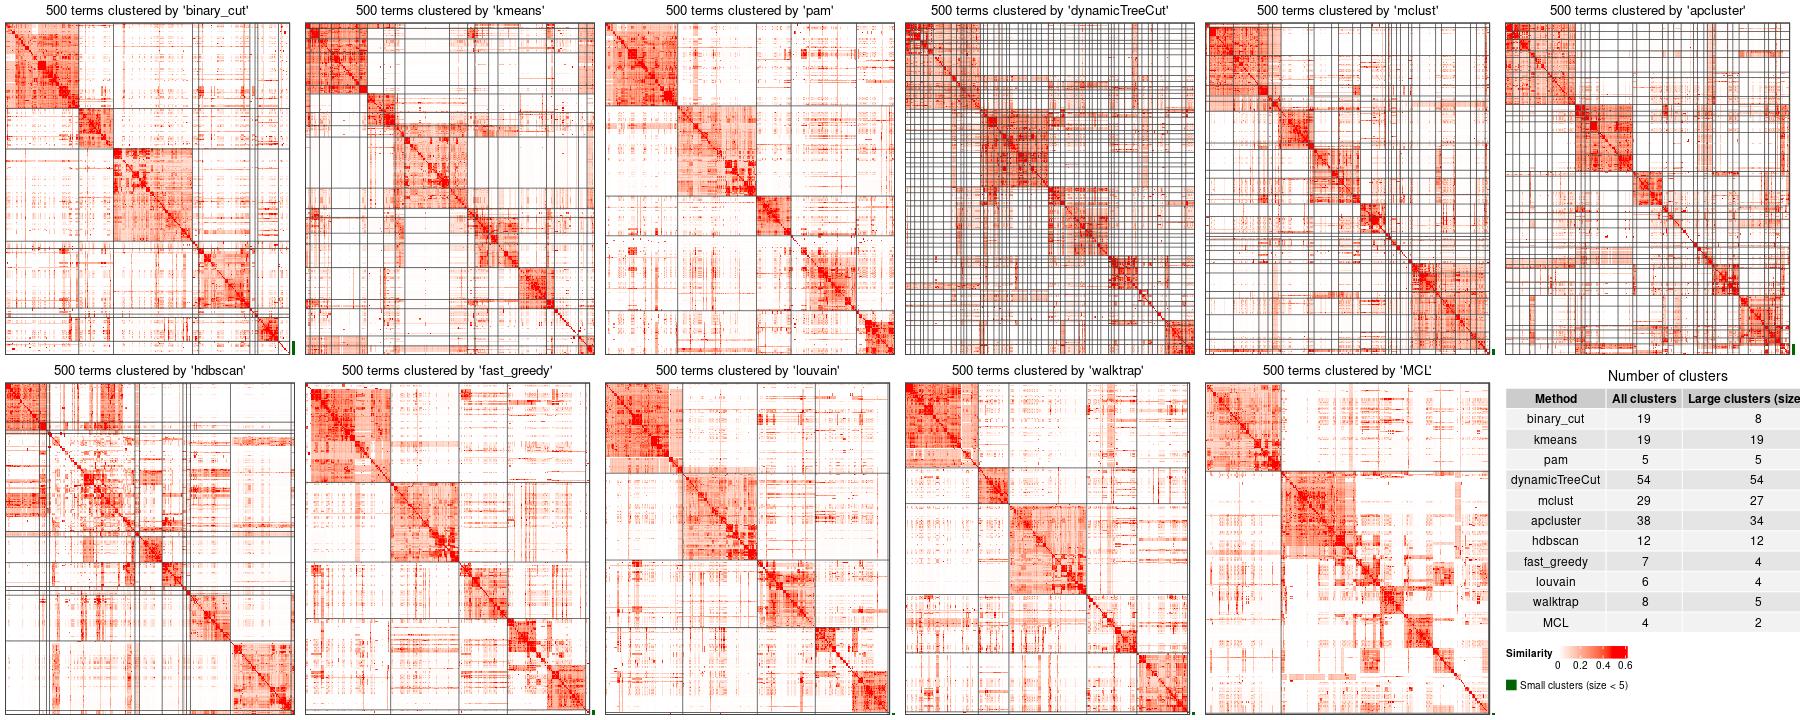 500 terms clustered by 'binary_cut'
500 terms clustered by 'kmeans'
500 terms clustered by 'pam'
500 terms clustered by 'dynamicTreeCut'
500 terms clustered by 'mclust'
500 terms clustered by 'apcluster'
500 terms clustered by 'hdbscan'
500 terms clustered by 'fast_greedy'
500 terms clustered by 'louvain'
500 terms clustered by 'walktrap'
500 terms clustered by 'MCL'
Number of clusters
Method All clusters Large clusters (size
binary_cut 19 8
kmeans 19 19
pam 5 5
dynamicTreeCut 54 54
mclust 29 27
apcluster 38 34
hdbscan 12 12
fast_greedy 7 4
louvain 6 4
walktrap 8 5
MCL 4 2
Similarity
0 0.2 0.4 0.6
Small clusters (size < 5)